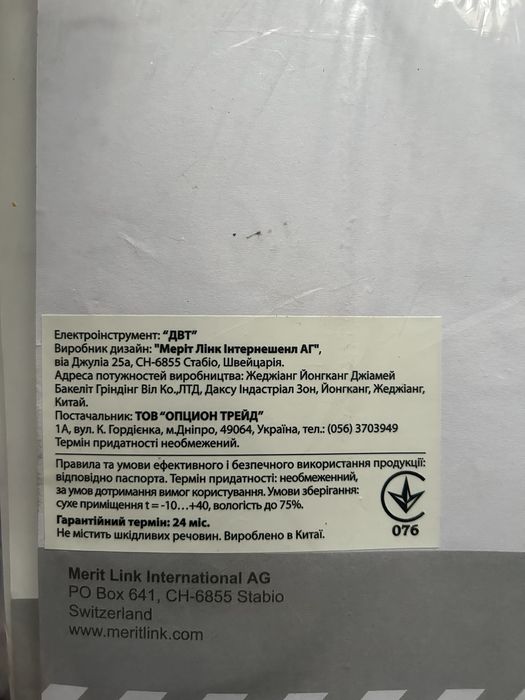 Електроінструмент: "ДВТ"
Виробник дизайн: "Меріт Лінк Інтернешенл АГ",
віа Джуліа 25а, CH-6855 Стабіо, Швейцарія.
Адреса потужностей виробництва: Жеджіанг Йонгканг Джіамей
Бакеліт Гріндінг Віл Ко.,ЛТД, Даксу Індастріал Зон, Йонгканг, Жеджіанг,
Китай.
Постачальник: ТОВ "ОПЦИОН ТРЕЙД"
1А, вул. К. Гордієнка, м.Дніпро, 49064, Україна, тел.: (056) 3703949
Термін придатності необмежений.
Правила та умови ефективного і безпечного використання продукції:
відповідно паспорта. Термін придатності: необмежений,
за умов дотримання вимог користування. Умови зберігання:
сухе приміщення t = -10...+40, вологість до 75%.
Гарантійний термін: 24 міс.
Не містить шкідливих речовин. Вироблено в Китаї.
076
Merit Link International AG
PO Box 641, CH-6855 Stabio
Switzerland
www.meritlink.com